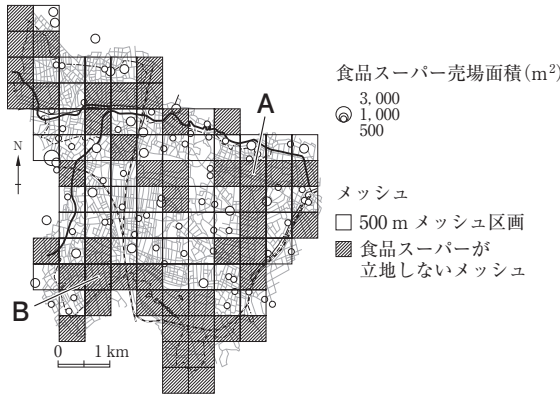 A
N
B
0 1 km
食品スーパー売場面積(m²)
3,000
1,000
500
メッシュ
500 m メッシュ区画
食品スーパーが
立地しないメッシュ